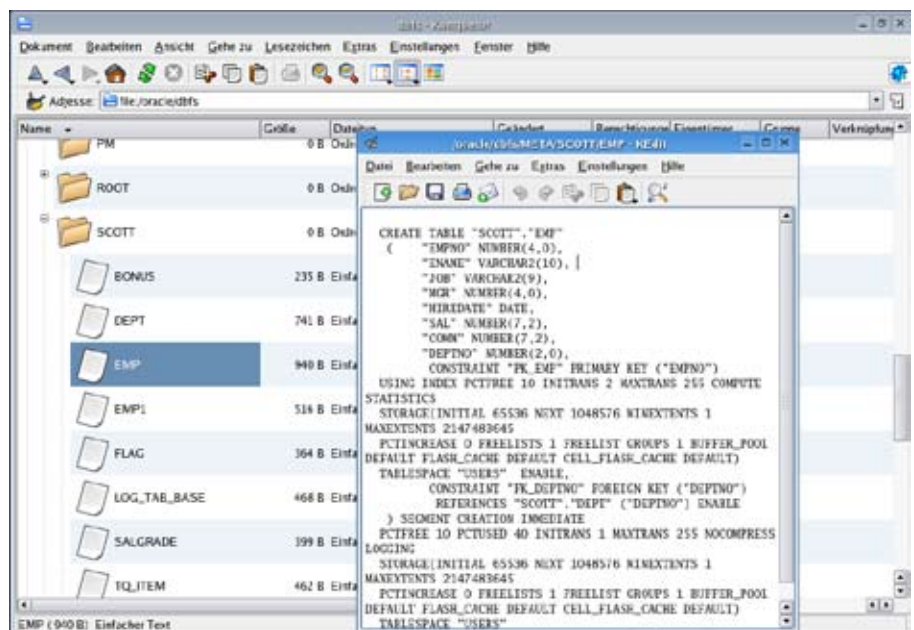 dbfs - Konqueror
Dokument Bearbeiten Ansicht Gehe zu Lesezeichen Extras Einstellungen Fenster Hilfe
Adresse: file:/oracle/dbfs
Name Größe Dateityp Geändert Berechtigungen Eigentümer Gruppe Verknüpfung
PM 0 B Ordn
ROOT 0 B Ordn
SCOTT 0 B Ordn
BONUS 235 B Einfa
DEPT 741 B Einfa
EMP 940 B Einfa
EMP1 516 B Einfa
FLAG 364 B Einfa
LOG_TAB_BASE 468 B Einfa
SALGRADE 399 B Einfa
TQ_ITEM 462 B Einfa
EMP (940 B) Einfacher Text
/oracle/dbfs/META/SCOTT/EMP - KEdit
Datei Bearbeiten Gehe zu Extras Einstellungen Hilfe
CREATE TABLE "SCOTT"."EMP"
( "EMPNO" NUMBER(4,0),
"ENAME" VARCHAR2(10),
"JOB" VARCHAR2(9),
"MGR" NUMBER(4,0),
"HIREDATE" DATE,
"SAL" NUMBER(7,2),
"COMM" NUMBER(7,2),
"DEPTNO" NUMBER(2,0),
CONSTRAINT "PK_EMP" PRIMARY KEY ("EMPNO")
USING INDEX PCTFREE 10 INITRANS 2 MAXTRANS 255 COMPUTE
STATISTICS
STORAGE(INITIAL 65536 NEXT 1048576 MINEXTENTS 1
MAXEXTENTS 2147483645
PCTINCREASE 0 FREELISTS 1 FREELIST GROUPS 1 BUFFER_POOL
DEFAULT FLASH_CACHE DEFAULT CELL_FLASH_CACHE DEFAULT)
TABLESPACE "USERS" ENABLE,
CONSTRAINT "FK_DEPTNO" FOREIGN KEY ("DEPTNO")
REFERENCES "SCOTT"."DEPT" ("DEPTNO") ENABLE
) SEGMENT CREATION IMMEDIATE
PCTFREE 10 PCTUSED 40 INITRANS 1 MAXTRANS 255 NOCOMPRESS
LOGGING
STORAGE(INITIAL 65536 NEXT 1048576 MINEXTENTS 1
MAXEXTENTS 2147483645
PCTINCREASE 0 FREELISTS 1 FREELIST GROUPS 1 BUFFER_POOL
DEFAULT FLASH_CACHE DEFAULT CELL_FLASH_CACHE DEFAULT)
TABLESPACE "USERS"